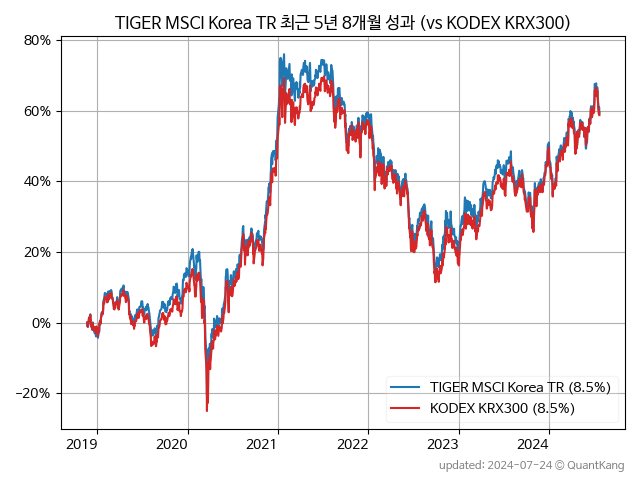 TIGER MSCI Korea TR 최근 5년 8개월 성과 (vs KODEX KRX300)
80%
60%
40%
20%
0%
−20%
TIGER MSCI Korea TR (8.5%)
KODEX KRX300 (8.5%)
2019 2020 2021 2022 2023 2024
updated: 2024-07-24 © QuantKang